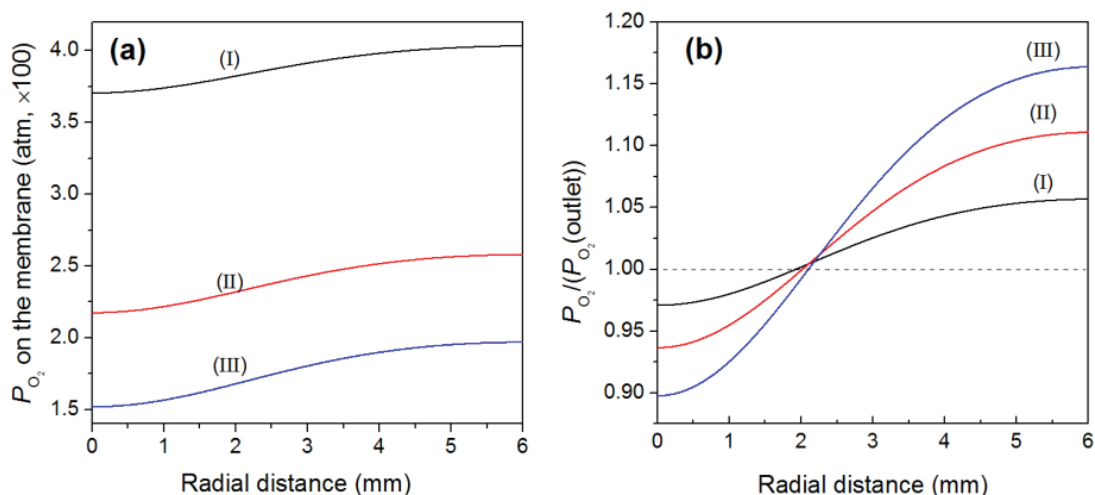 (a)
(I)
(II)
(III)
P_O₂ on the membrane (atm, ×100)
4.0
3.5
3.0
2.5
2.0
1.5
0 1 2 3 4 5 6
Radial distance (mm)
(b)
(III)
(II)
(I)
P_O₂/(P_O₂(outlet))
1.20
1.15
1.10
1.05
1.00
0.95
0.90
0 1 2 3 4 5 6
Radial distance (mm)